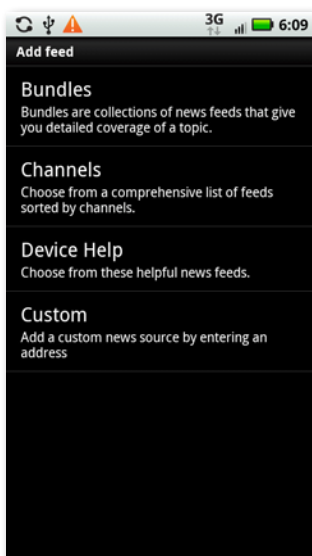 3G 6:09
Add feed
Bundles
Bundles are collections of news feeds that give
you detailed coverage of a topic.
Channels
Choose from a comprehensive list of feeds
sorted by channels.
Device Help
Choose from these helpful news feeds.
Custom
Add a custom news source by entering an
address